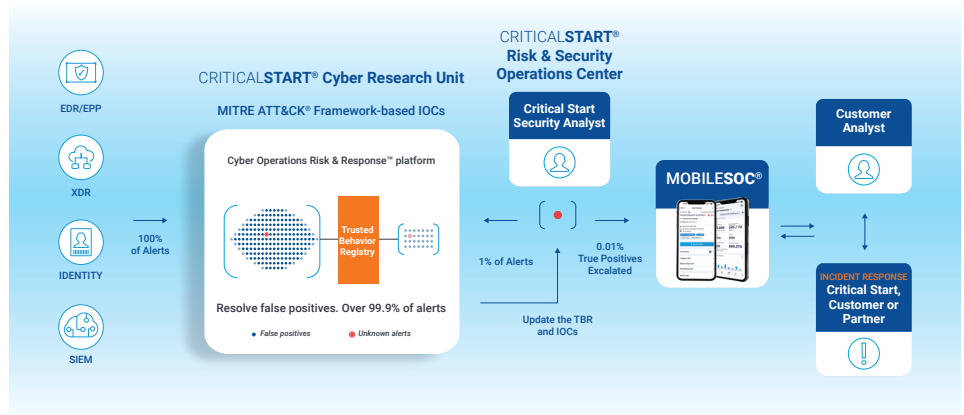 EDR/EPP
XDR
IDENTITY
SIEM
100%
of Alerts
CRITICALSTART® Cyber Research Unit
MITRE ATT&CK® Framework-based IOCs
Cyber Operations Risk & Response™ platform
Trusted
Behavior
Registry
Resolve false positives. Over 99.9% of alerts
False positives
Unknown alerts
CRITICALSTART®
Risk & Security
Operations Center
Critical Start
Security Analyst
1% of Alerts
0.01%
True Positives
Excalated
Update the TBR
and IOCs
MOBILESOC®
Customer
Analyst
INCIDENT RESPONSE
Critical Start,
Customer or
Partner